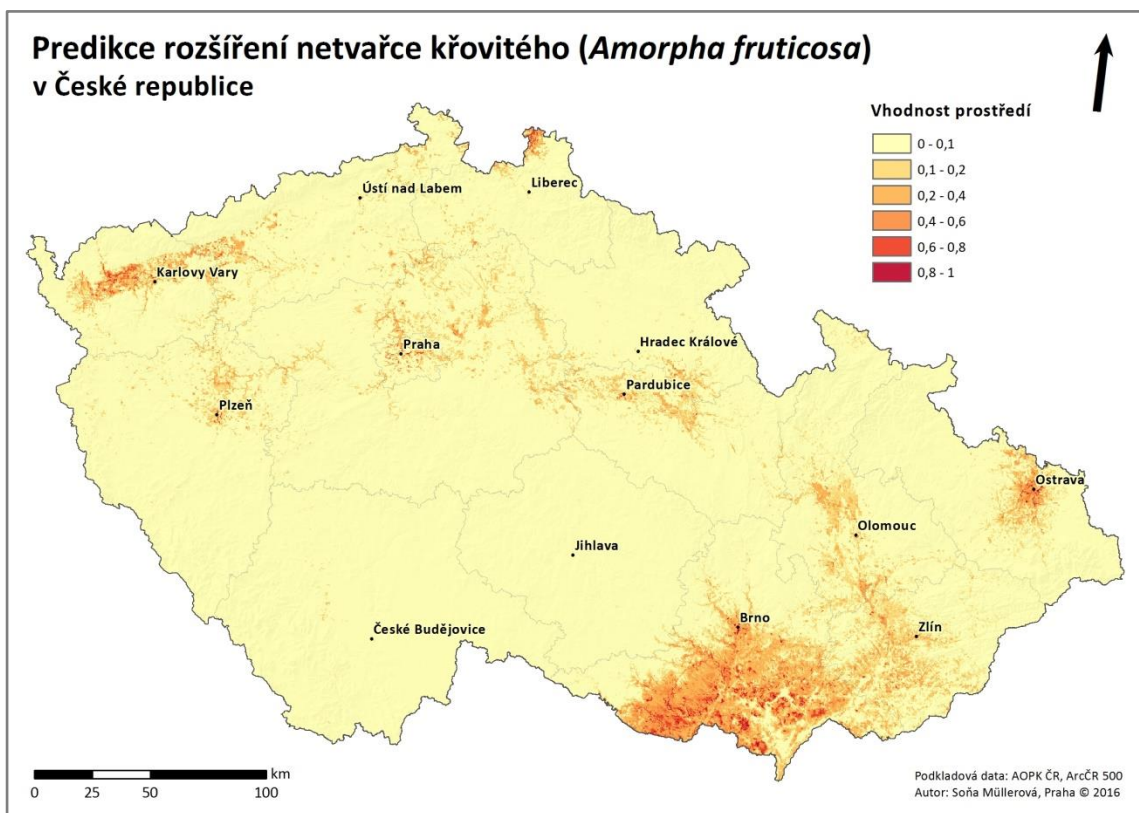 Predikce rozšíření netvařce křovitého (Amorpha fruticosa)
v České republice
Vhodnost prostředí
0 - 0,1
0,1 - 0,2
0,2 - 0,4
0,4 - 0,6
0,6 - 0,8
0,8 - 1
Ústí nad Labem
Liberec
Karlovy Vary
Praha
Hradec Králové
Pardubice
Plzeň
Ostrava
Olomouc
Jihlava
Brno
Zlín
České Budějovice
km
0 25 50 100
Podkladová data: AOPK ČR, ArcČR 500
Autor: Soňa Müllerová, Praha © 2016